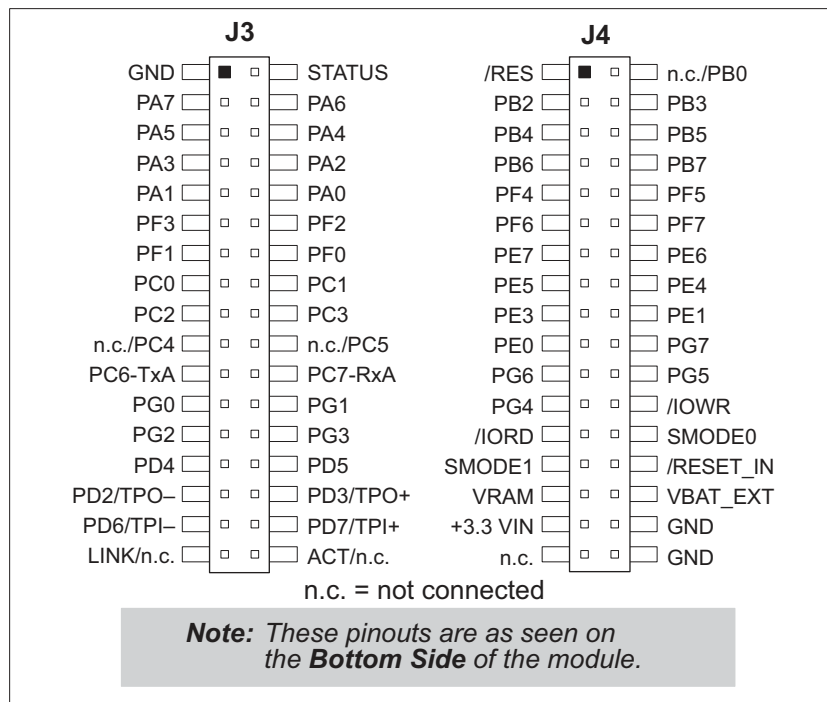 J3 J4
GND STATUS /RES n.c./PB0
PA7 PA6 PB2 PB3
PA5 PA4 PB4 PB5
PA3 PA2 PB6 PB7
PA1 PA0 PF4 PF5
PF3 PF2 PF6 PF7
PF1 PF0 PE7 PE6
PC0 PC1 PE5 PE4
PC2 PC3 PE3 PE1
n.c./PC4 n.c./PC5 PE0 PG7
PC6-TxA PC7-RxA PG6 PG5
PG0 PG1 PG4 /IOWR
PG2 PG3 /IORD SMODE0
PD4 PD5 SMODE1 /RESET_IN
PD2/TPO– PD3/TPO+ VRAM VBAT_EXT
PD6/TPI– PD7/TPI+ +3.3 VIN GND
LINK/n.c. ACT/n.c. n.c. GND
n.c. = not connected
Note: These pinouts are as seen on
the Bottom Side of the module.